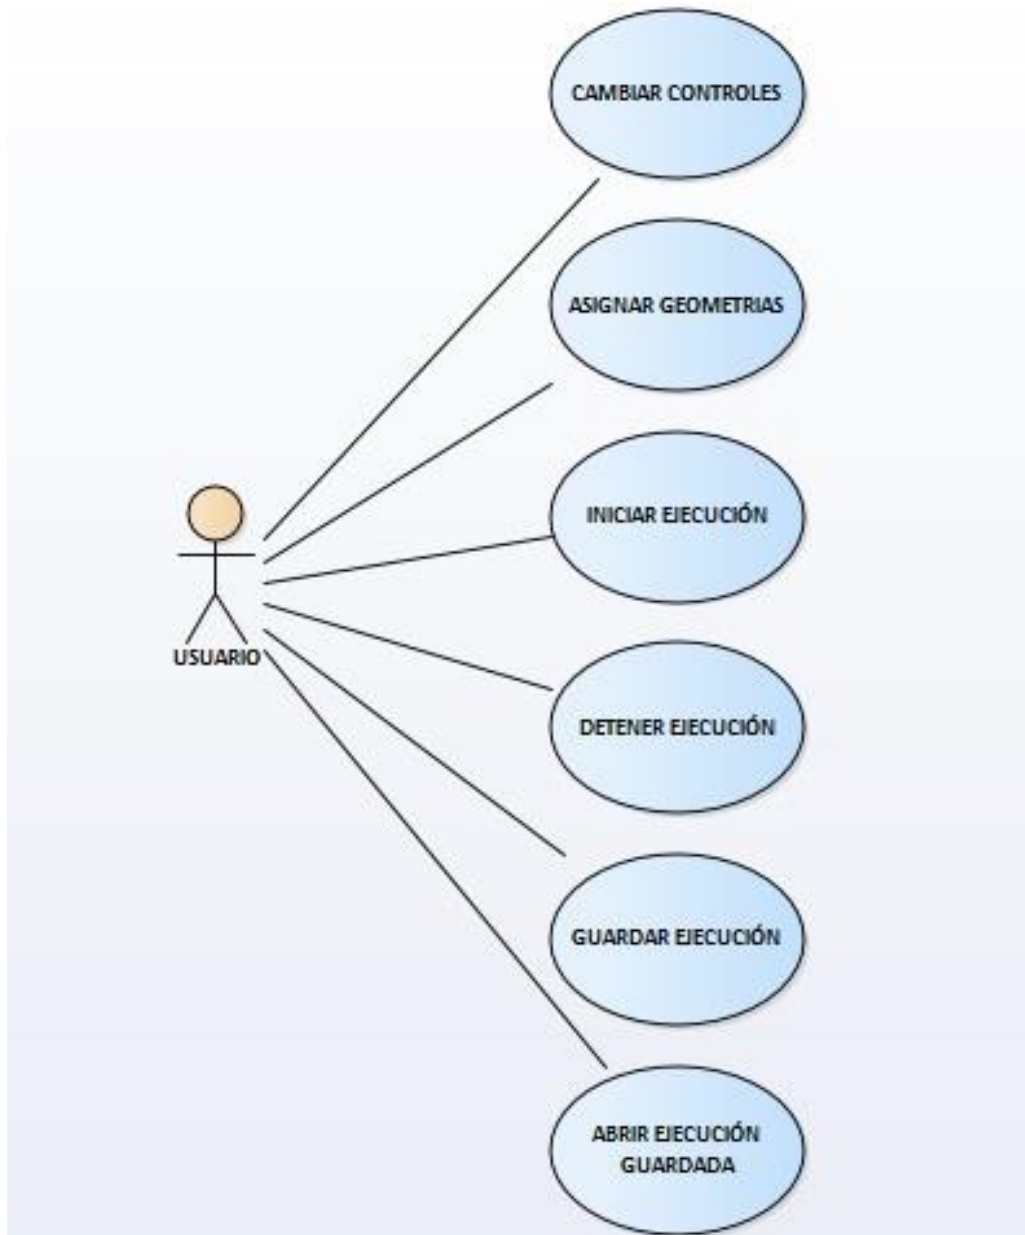 CAMBIAR CONTROLES
ASIGNAR GEOMETRIAS
INICIAR EJECUCIÓN
USUARIO
DETENER EJECUCIÓN
GUARDAR EJECUCIÓN
ABRIR EJECUCIÓN
GUARDADA